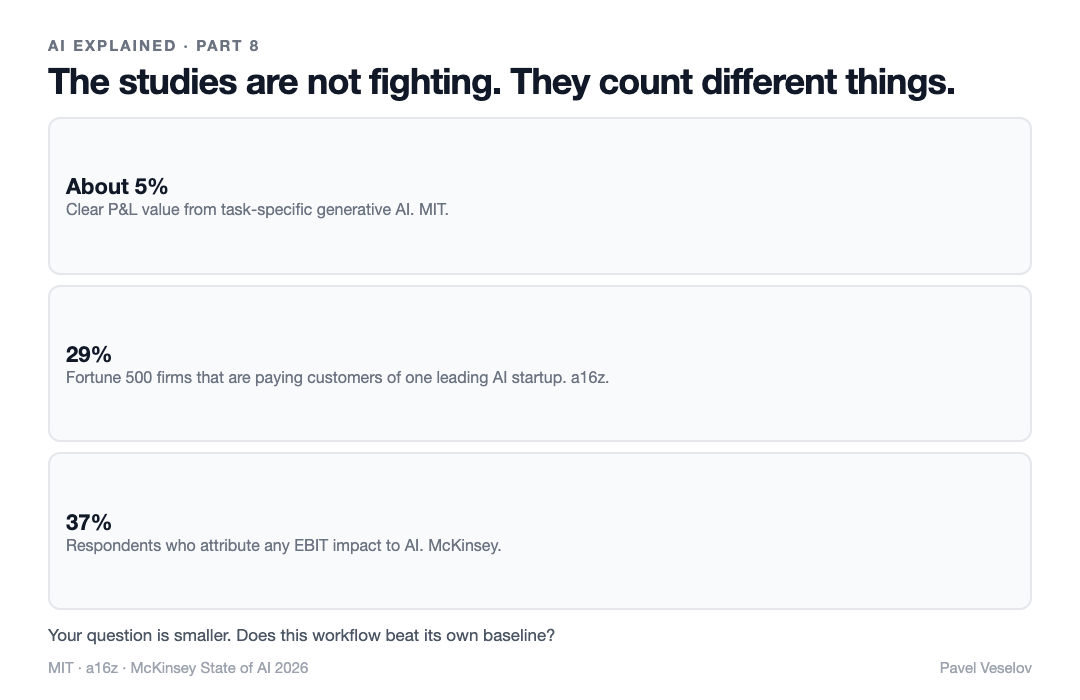 AI EXPLAINED · PART 8
The studies are not fighting. They count different things.
About 5%
Clear P&L value from task-specific generative AI. MIT.
29%
Fortune 500 firms that are paying customers of one leading AI startup. a16z.
37%
Respondents who attribute any EBIT impact to AI. McKinsey.
Your question is smaller. Does this workflow beat its own baseline?
MIT · a16z · McKinsey State of AI 2026
Pavel Veselov